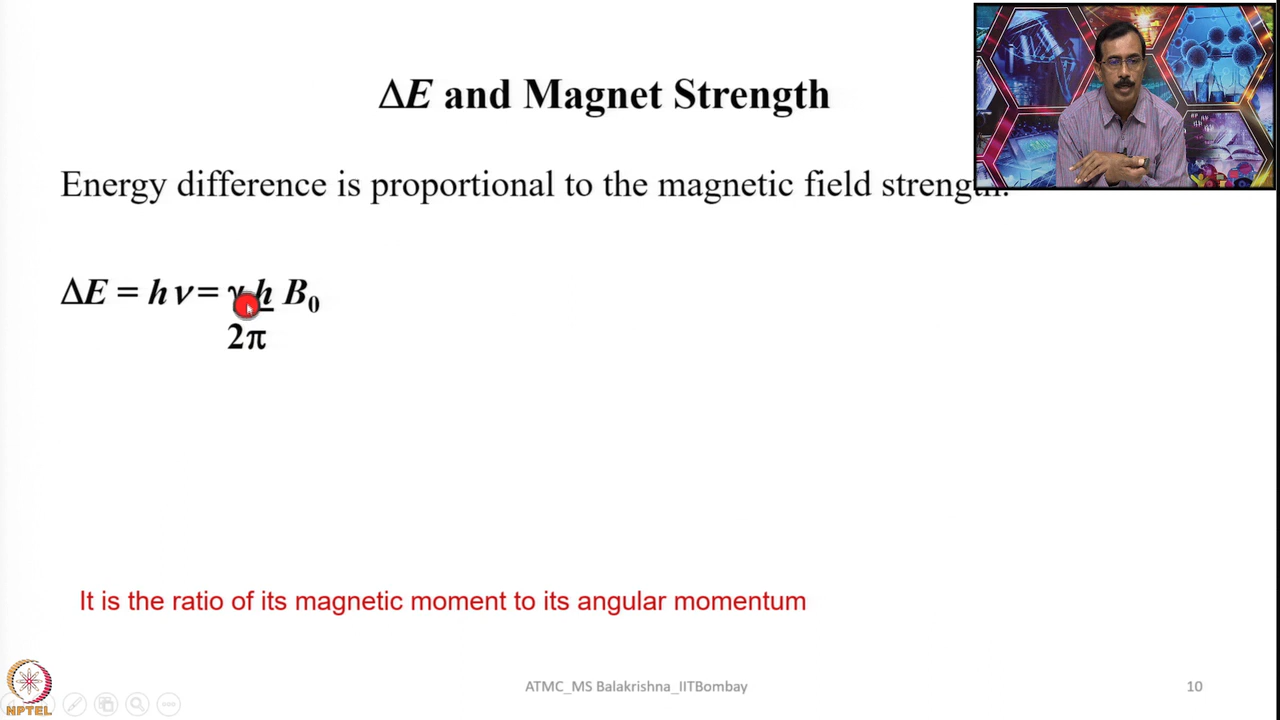 ΔE and Magnet Strength
Energy difference is proportional to the magnetic field strength.
ΔE = h ν = γ h B₀
2π
It is the ratio of its magnetic moment to its angular momentum
NPTEL
ATMC_MS Balakrishna_IITBombay
10